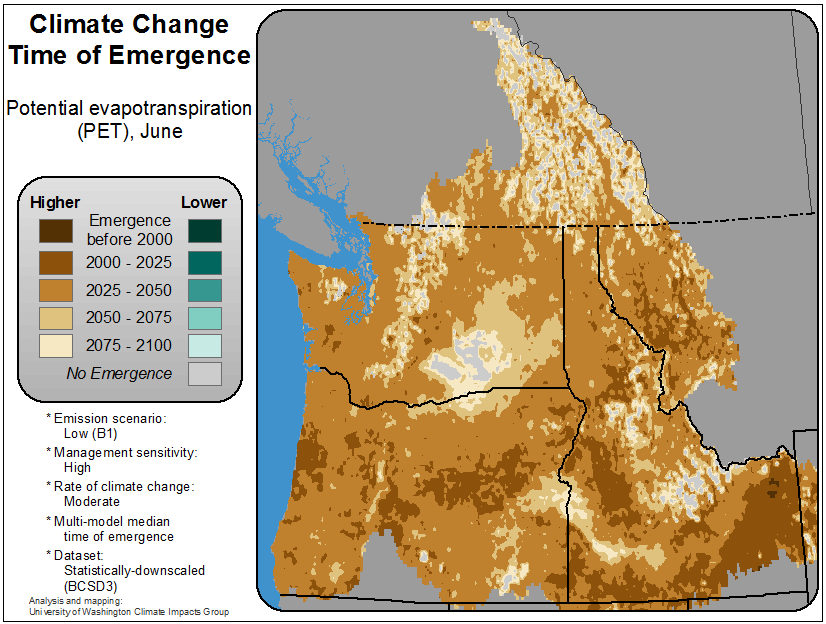 Climate Change
Time of Emergence
Potential evapotranspiration
(PET), June
Higher
Lower
Emergence
before 2000
2000 - 2025
2025 - 2050
2050 - 2075
2075 - 2100
No Emergence
* Emission scenario:
Low (B1)
* Management sensitivity:
High
* Rate of climate change:
Moderate
* Multi-model median
time of emergence
* Dataset:
Statistically-downscaled
(BCSD3)
Analysis and mapping:
University of Washington Climate Impacts Group